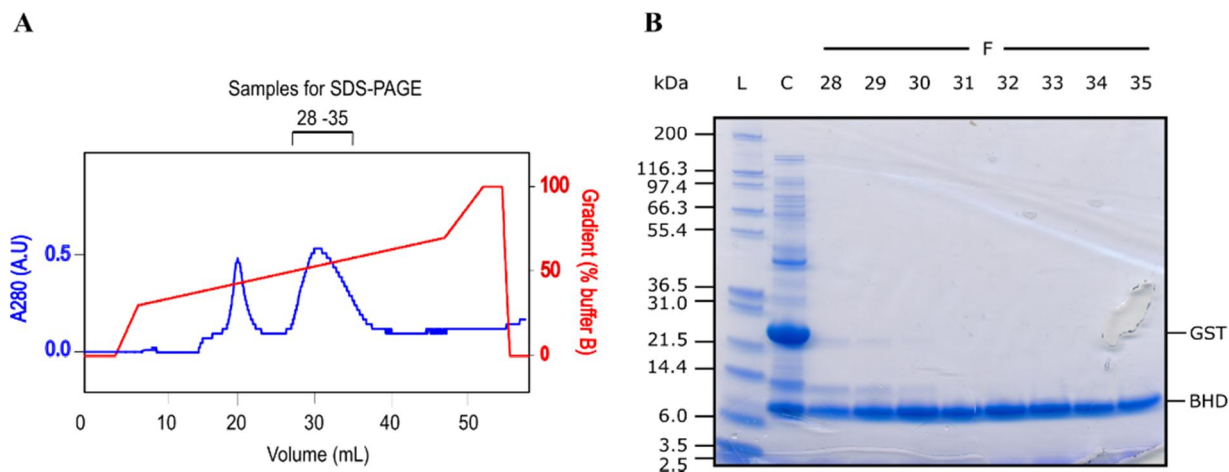 A
Samples for SDS-PAGE
28 -35
A280 (A.U)
0.5
0.0
100
50
0
Gradient (% buffer B)
0
10
20
30
40
50
Volume (mL)
B
F
kDa L C 28 29 30 31 32 33 34 35
200
116.3
97.4
66.3
55.4
36.5
31.0
21.5
14.4
6.0
3.5
2.5
GST
BHD